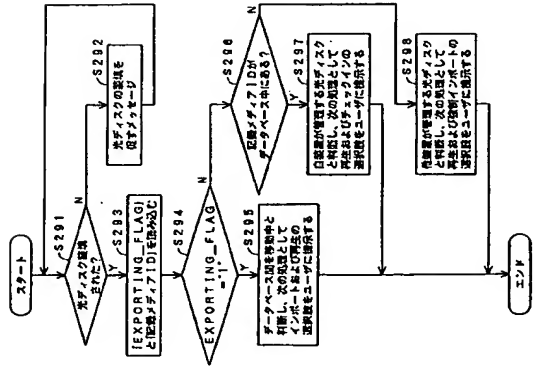 スタート
S291
光ディスク装填
された?
N
S292
光ディスクの装填を
促すメッセージ
Y
S293
[EXPORTING_FLAG]
と[記録メディアID]を読み込む
S294
EXPORTING_FLAG
="1"
N
Y
S295
データベース間を移動中と
判断し、次の処理として
インポートおよび再生の
選択肢をユーザに提示する
S296
記録メディアIDが
データベース中にある?
N
Y
S297
自装置が管理する光ディスク
と判断し、次の処理として
再生およびチェックインの
選択肢をユーザに提示する
S298
他装置が管理する光ディスク
と判断し、次の処理として
再生および強制インポートの
選択肢をユーザに提示する
エンド